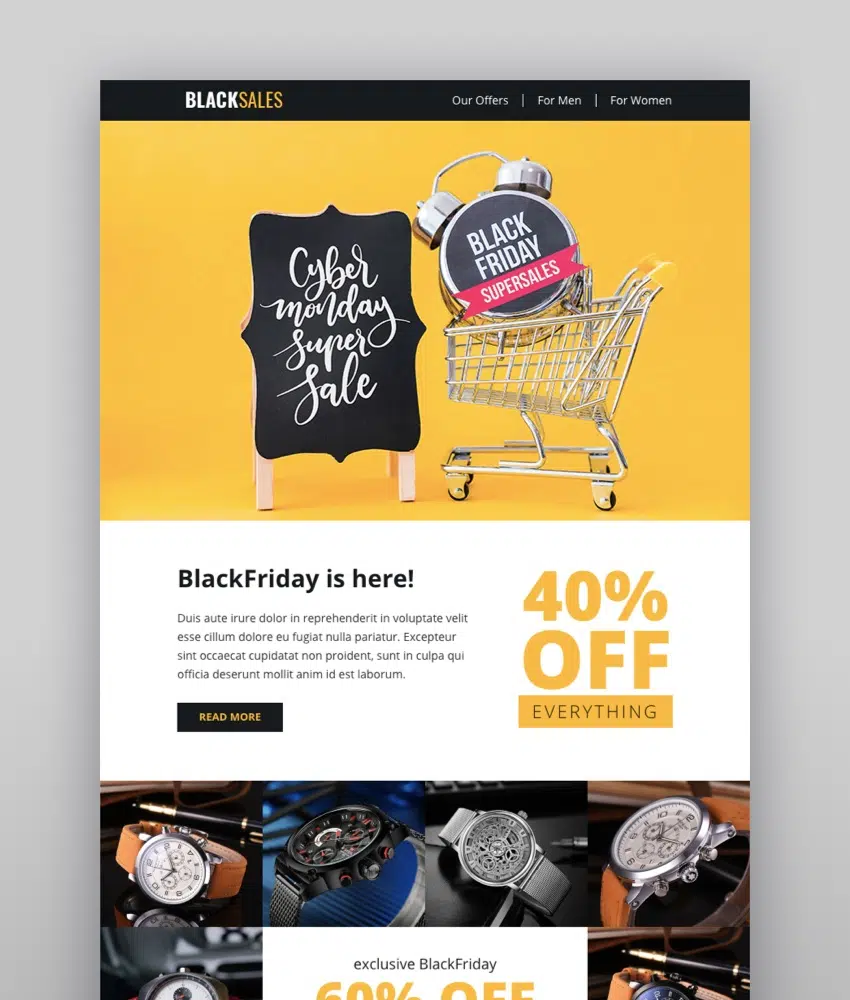 BLACKSALES
Our Offers | For Men | For Women
Cyber
monday
super
Sale
BLACK
FRIDAY
SUPERSALES
BlackFriday is here!
Duis aute irure dolor in reprehenderit in voluptate velit
esse cillum dolore eu fugiat nulla pariatur. Excepteur
sint occaecat cupidatat non proident, sunt in culpa qui
officia deserunt mollit anim id est laborum.
READ MORE
40%
OFF
EVERYTHING
exclusive BlackFriday
60% OFF